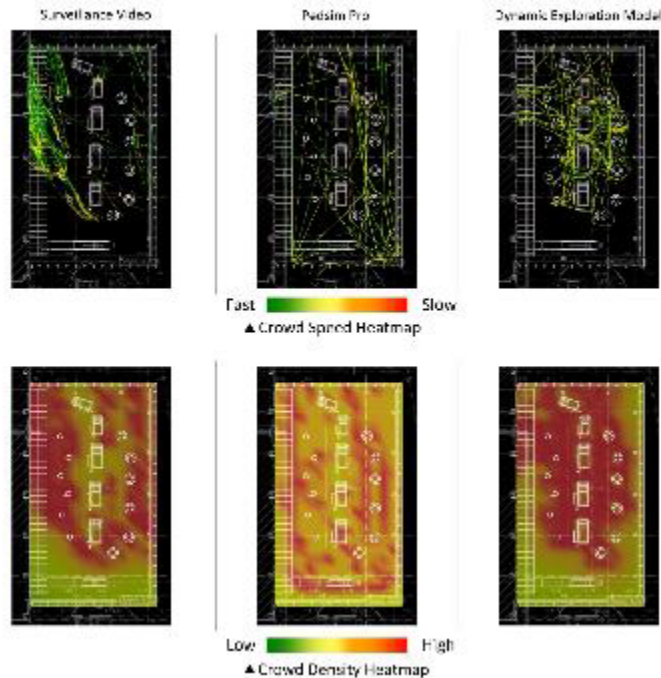 Surveillance Video
Pedsim Pro
Dynamic Exploration Model
Fast
Slow
▲ Crowd Speed Heatmap
Low
High
▲ Crowd Density Heatmap